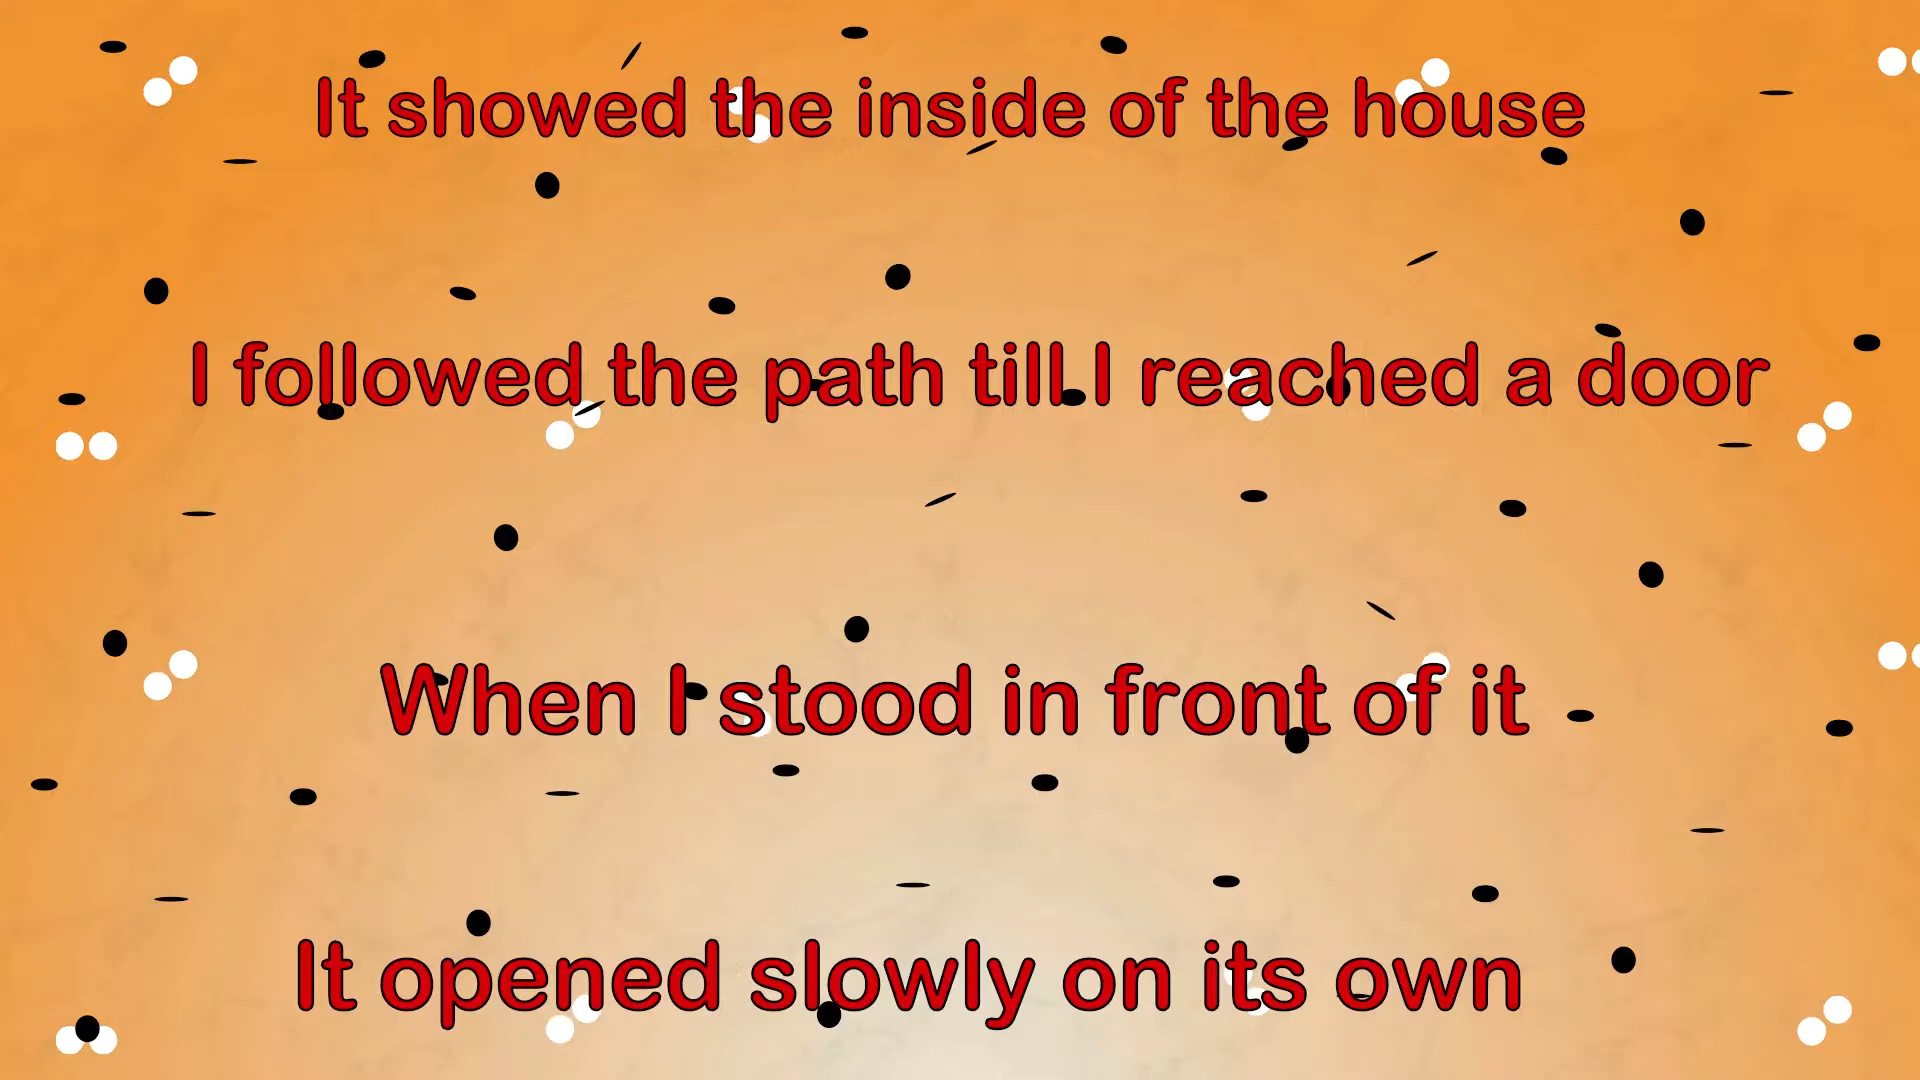 It showed the inside of the house
I followed the path till I reached a door
When I stood in front of it
It opened slowly on its own